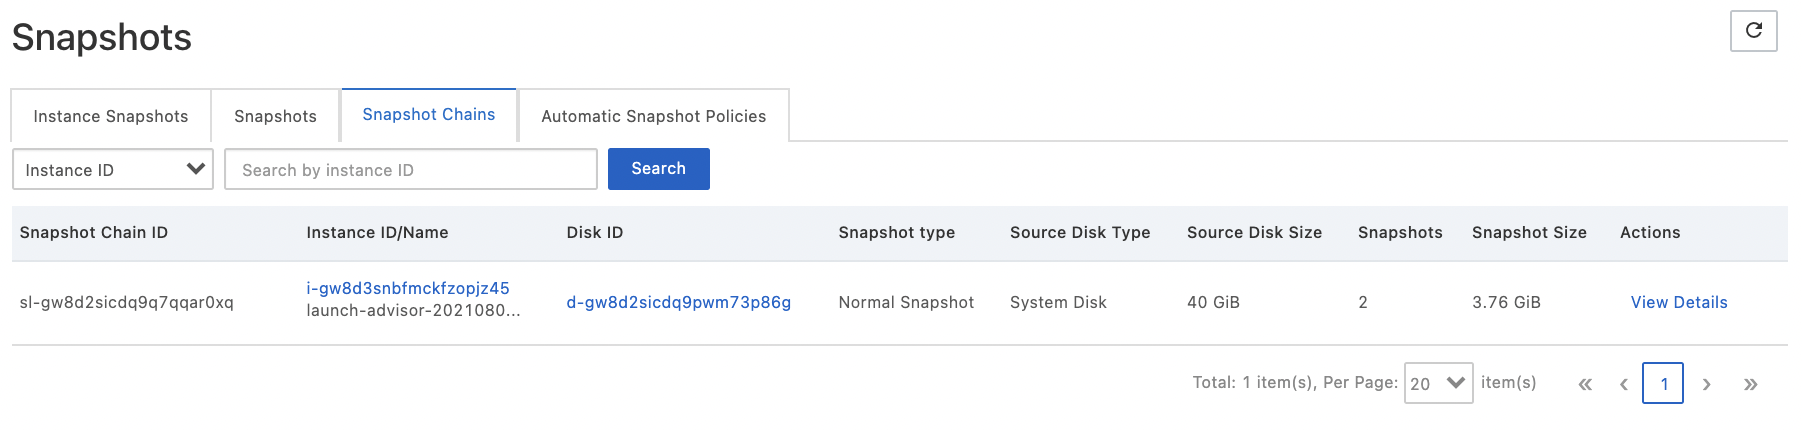 Snapshots
Instance Snapshots Snapshots Snapshot Chains Automatic Snapshot Policies
Instance ID Search by instance ID Search
Snapshot Chain ID Instance ID/Name Disk ID Snapshot type Source Disk Type Source Disk Size Snapshots Snapshot Size Actions
sl-gw8d2sicdq9q7qqar0xq i-gw8d3snbfmckfzopjz45 d-gw8d2sicdq9pwm73p86g Normal Snapshot System Disk 40 GiB 2 3.76 GiB View Details
launch-advisor-2021080...
Total: 1 item(s), Per Page: 20 item(s) « ‹ 1 › »